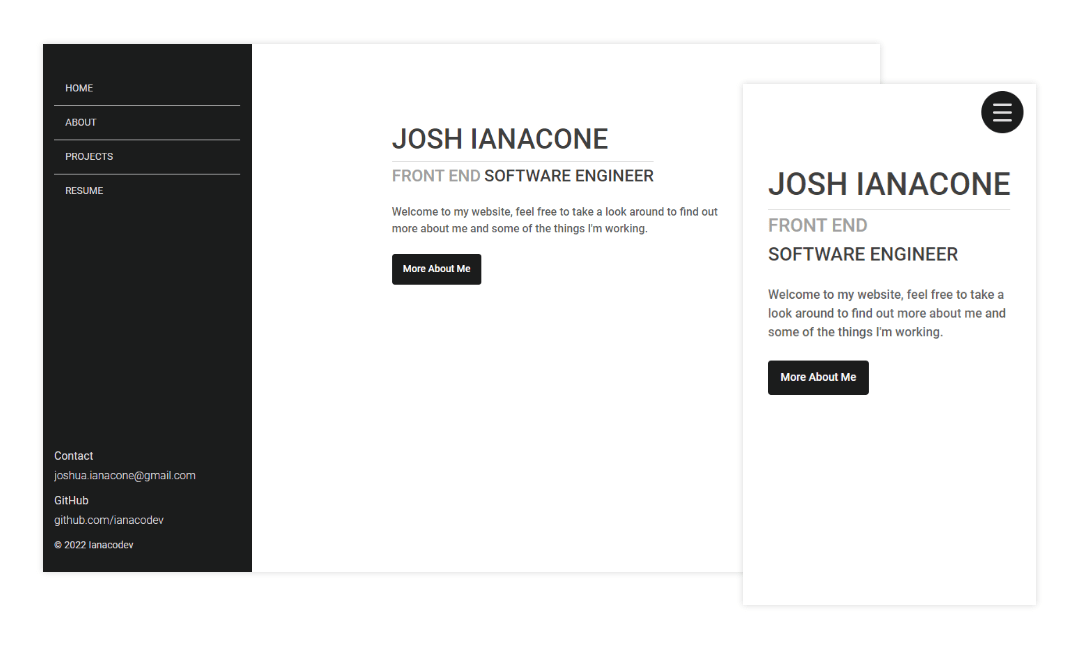 HOME
ABOUT
PROJECTS
RESUME
Contact
joshua.ianacone@gmail.com
GitHub
github.com/ianacodev
© 2022 Ianacodev
JOSH IANACONE
FRONT END SOFTWARE ENGINEER
Welcome to my website, feel free to take a look around to find out
more about me and some of the things I'm working.
More About Me
JOSH IANACONE
FRONT END
SOFTWARE ENGINEER
Welcome to my website, feel free to take a
look around to find out more about me and
some of the things I'm working.
More About Me